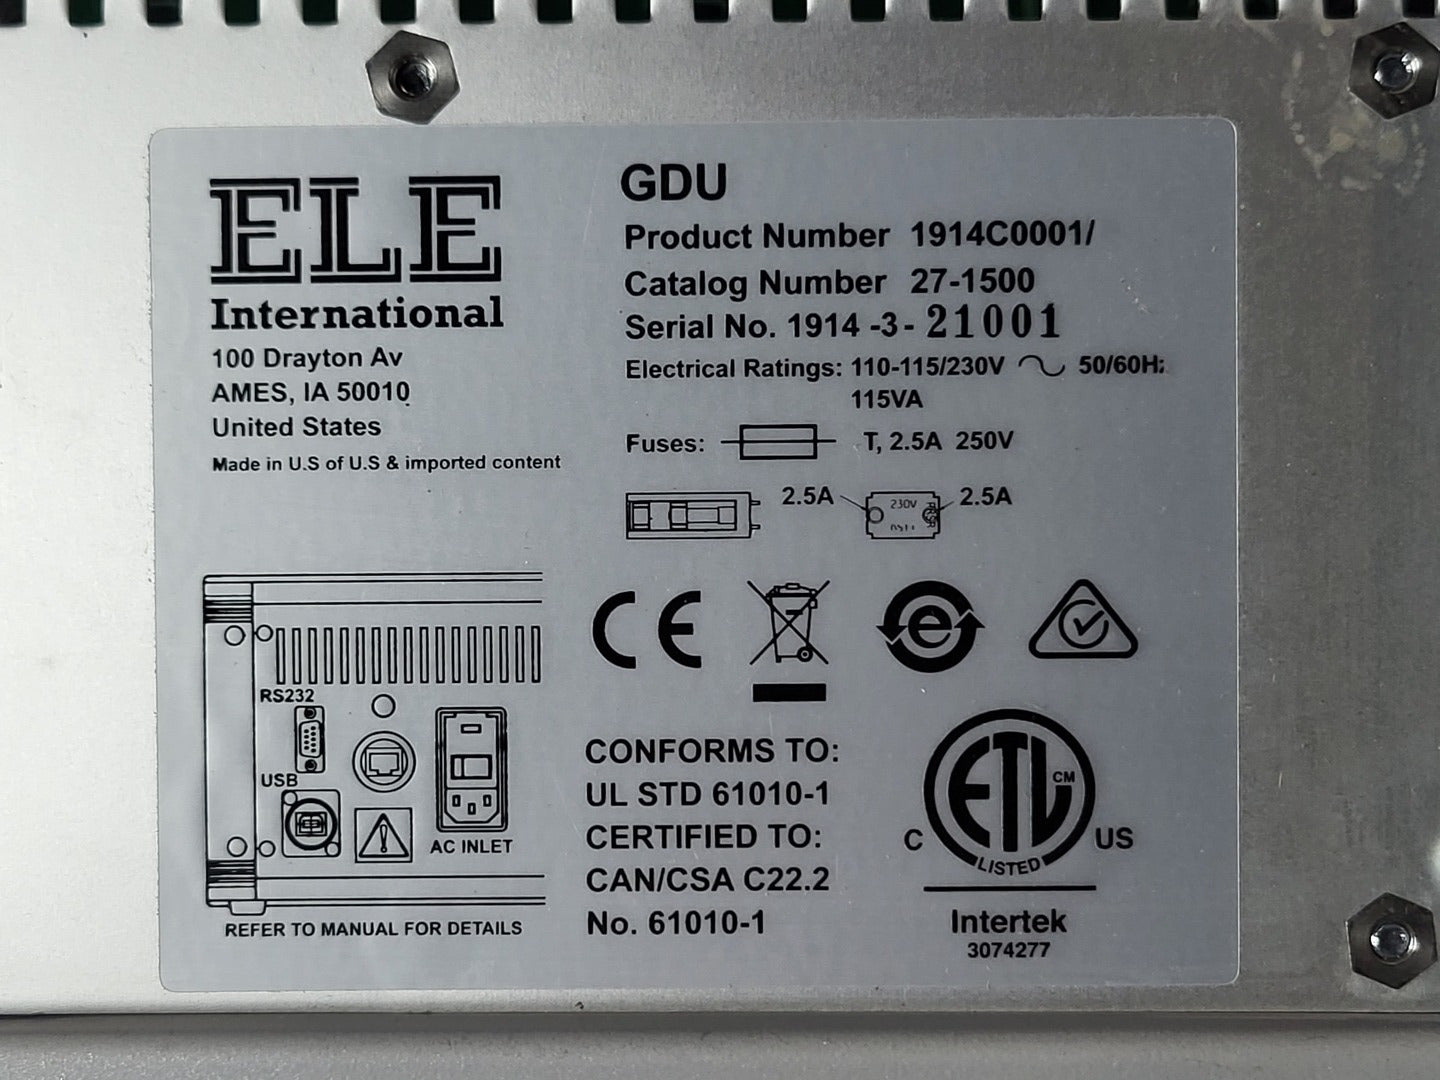 ELE
International
100 Drayton Av
AMES, IA 50010
United States
Made in U.S of U.S & imported content
GDU
Product Number 1914C0001/
Catalog Number 27-1500
Serial No. 1914 -3- 21001
Electrical Ratings: 110-115/230V 50/60Hz
115VA
Fuses: T, 2.5A 250V
2.5A 230V 2.5A
RS232
USB
AC INLET
REFER TO MANUAL FOR DETAILS
CE
e
CONFORMS TO:
UL STD 61010-1
CERTIFIED TO:
CAN/CSA C22.2
No. 61010-1
ETL CM
C US
LISTED
Intertek
3074277